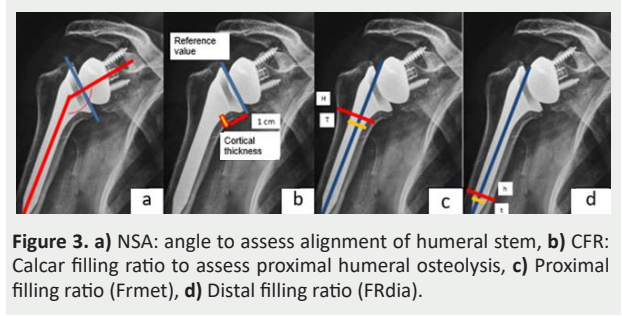 Reference
value
1 cm
Cortical
thickness
H
T
h
t
a
b
c
d
Figure 3. a) NSA: angle to assess alignment of humeral stem, b) CFR:
Calcar filling ratio to assess proximal humeral osteolysis, c) Proximal
filling ratio (Frmet), d) Distal filling ratio (FRdia).